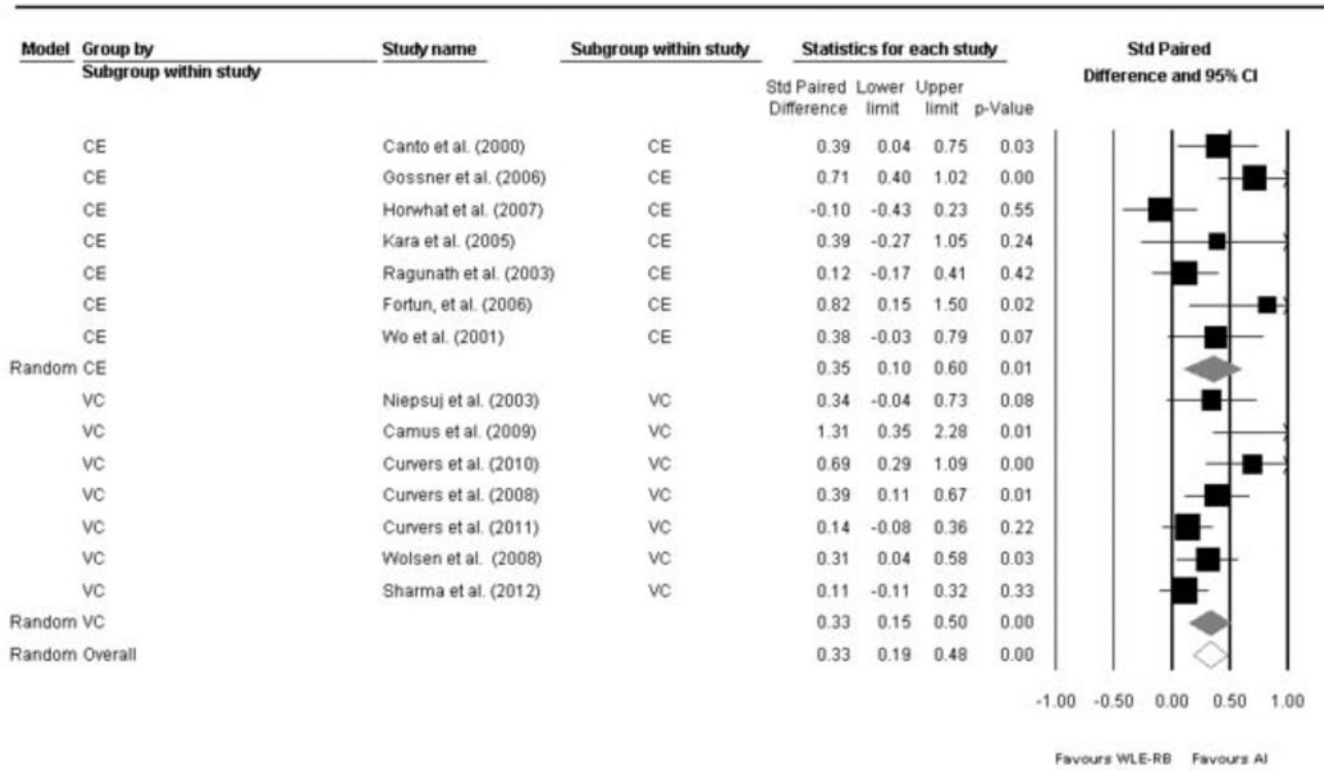 Model Group by Study name Subgroup within study Statistics for each study Std Paired
Subgroup within study Difference and 95% CI
Std Paired Lower Upper
Difference limit limit p-Value
CE Canto et al. (2000) CE 0.39 0.04 0.75 0.03
CE Gossner et al. (2006) CE 0.71 0.40 1.02 0.00
CE Horwhat et al. (2007) CE -0.10 -0.43 0.23 0.55
CE Kara et al. (2005) CE 0.39 -0.27 1.05 0.24
CE Ragunath et al. (2003) CE 0.12 -0.17 0.41 0.42
CE Fortun, et al. (2006) CE 0.82 0.15 1.50 0.02
CE Wo et al. (2001) CE 0.38 -0.03 0.79 0.07
Random CE 0.35 0.10 0.60 0.01
VC Niepsuj et al. (2003) VC 0.34 -0.04 0.73 0.08
VC Camus et al. (2009) VC 1.31 0.35 2.28 0.01
VC Curvers et al. (2010) VC 0.69 0.29 1.09 0.00
VC Curvers et al. (2008) VC 0.39 0.11 0.67 0.01
VC Curvers et al. (2011) VC 0.14 -0.08 0.36 0.22
VC Wolsen et al. (2008) VC 0.31 0.04 0.58 0.03
VC Sharma et al. (2012) VC 0.11 -0.11 0.32 0.33
Random VC 0.33 0.15 0.50 0.00
Random Overall 0.33 0.19 0.48 0.00
-1.00 -0.50 0.00 0.50 1.00
Favours WLE-RB Favours AI